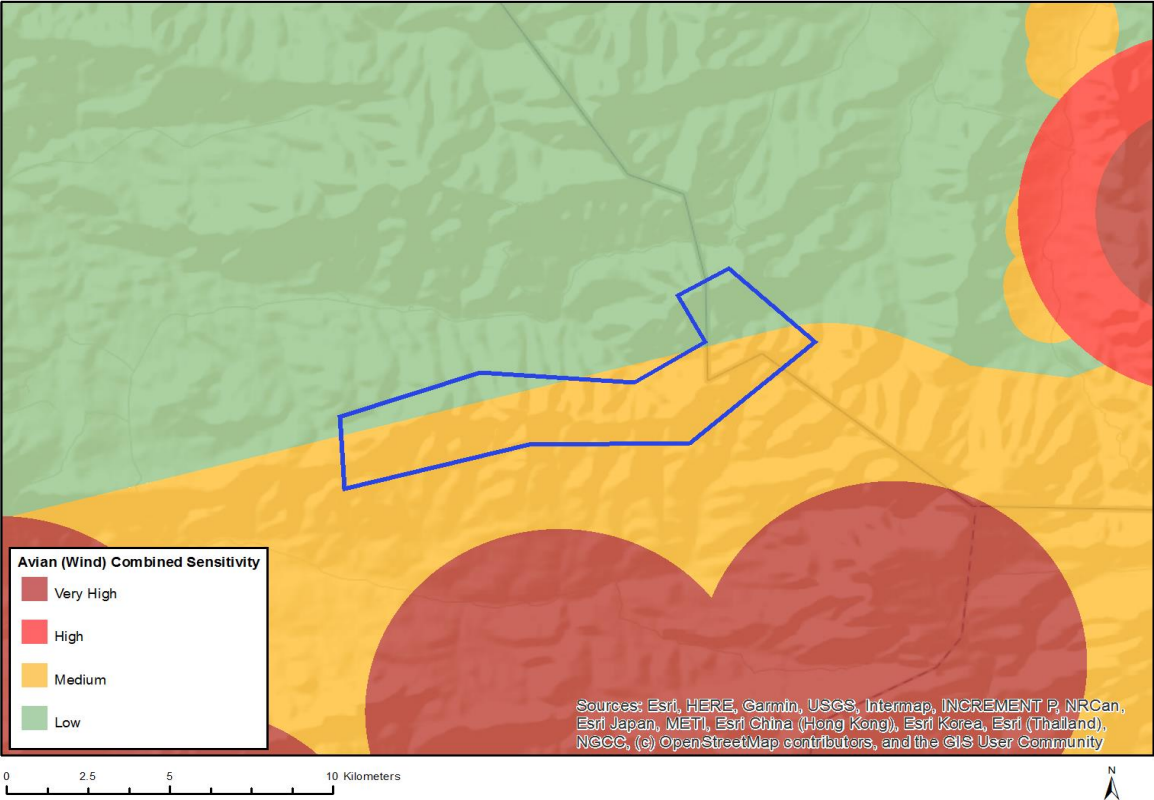 Avian (Wind) Combined Sensitivity
Very High
High
Medium
Low
Sources: Esri, HERE, Garmin, USGS, Intermap, INCREMENT P, NRCan,
Esri Japan, METI, Esri China (Hong Kong), Esri Korea, Esri (Thailand),
NGCC, (c) OpenStreetMap contributors, and the GIS User Community
0 2.5 5 10 Kilometers
N